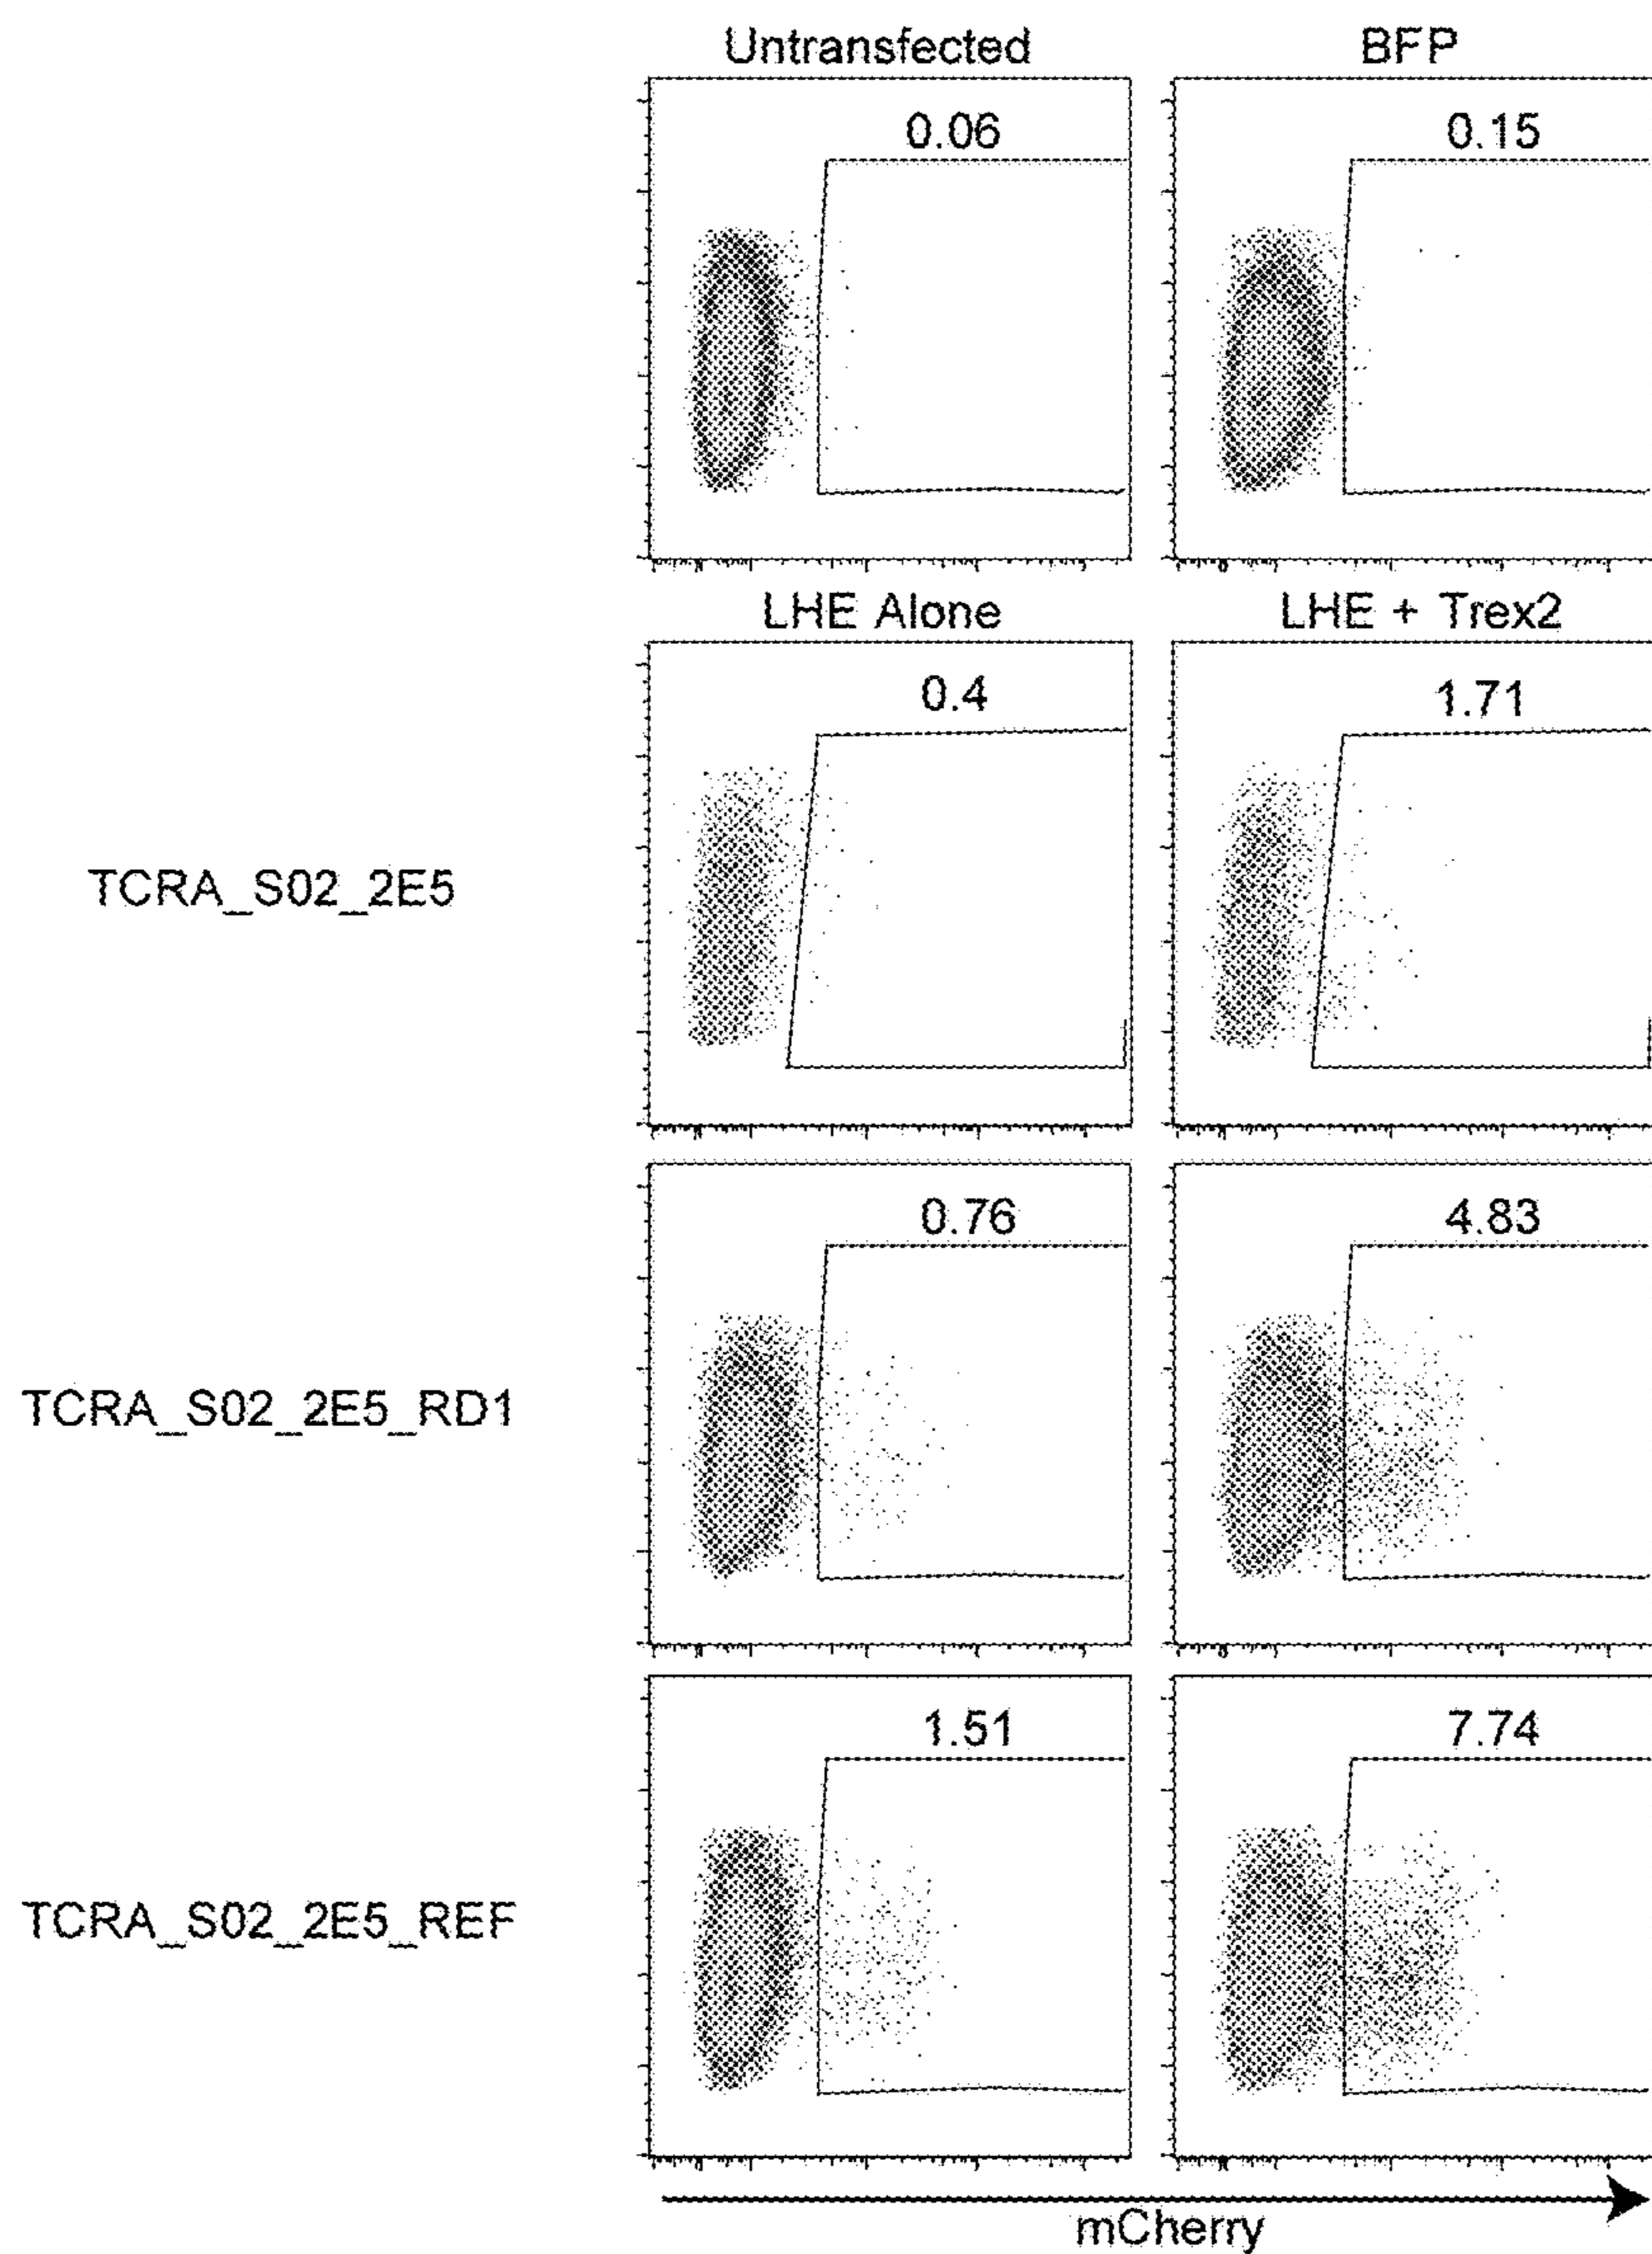 Untransfected BFP
0.06 0.15
LHE Alone LHE + Trex2
0.4 1.71
TCRA_S02_2E5
0.76 4.83
TCRA_S02_2E5_RD1
1.51 7.74
TCRA_S02_2E5_REF
mCherry